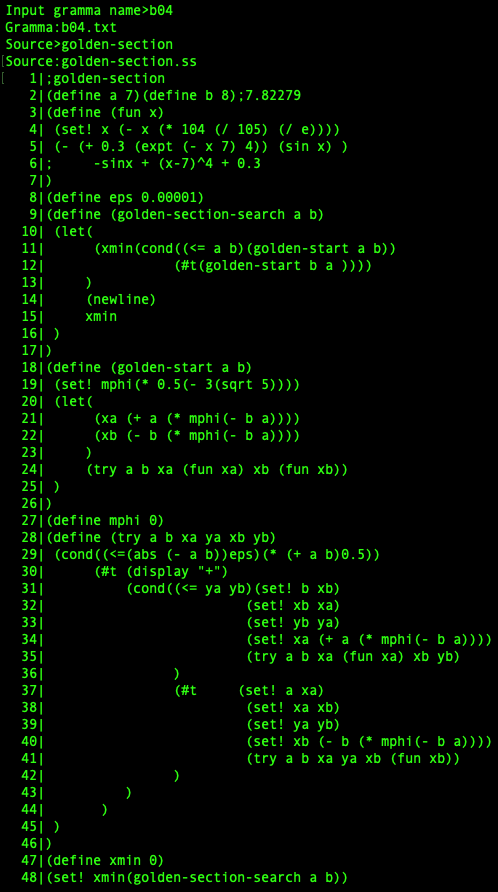 Input gramma name>b04
Gramma:b04.txt
Source>golden-section
Source:golden-section.ss
1|;golden-section
2|(define a 7)(define b 8);7.82279
3|(define (fun x)
4| (set! x (- x (* 104 (/ 105) (/ e))))
5| (- (+ 0.3 (expt (- x 7) 4)) (sin x) )
6|;     -sinx + (x-7)^4 + 0.3
7|)
8|(define eps 0.00001)
9|(define (golden-section-search a b)
10| (let(
11|      (xmin(cond((<= a b)(golden-start a b))
12|                (#t(golden-start b a ))))
13|     )
14|     (newline)
15|     xmin
16| )
17|)
18|(define (golden-start a b)
19| (set! mphi(* 0.5(- 3(sqrt 5))))
20| (let(
21|      (xa (+ a (* mphi(- b a))))
22|      (xb (- b (* mphi(- b a))))
23|     )
24|     (try a b xa (fun xa) xb (fun xb))
25| )
26|)
27|(define mphi 0)
28|(define (try a b xa ya xb yb)
29| (cond((<=(abs (- a b))eps)(* (+ a b)0.5))
30|      (#t (display "+")
31|          (cond((<= ya yb)(set! b xb)
32|                         (set! xb xa)
33|                         (set! yb ya)
34|                         (set! xa (+ a (* mphi(- b a))))
35|                         (try a b xa (fun xa) xb yb)
36|                )
37|                (#t     (set! a xa)
38|                         (set! xa xb)
39|                         (set! ya yb)
40|                         (set! xb (- b (* mphi(- b a))))
41|                         (try a b xa ya xb (fun xb))
42|                )
43|          )
44|       )
45| )
46|)
47|(define xmin 0)
48|(set! xmin(golden-section-search a b))